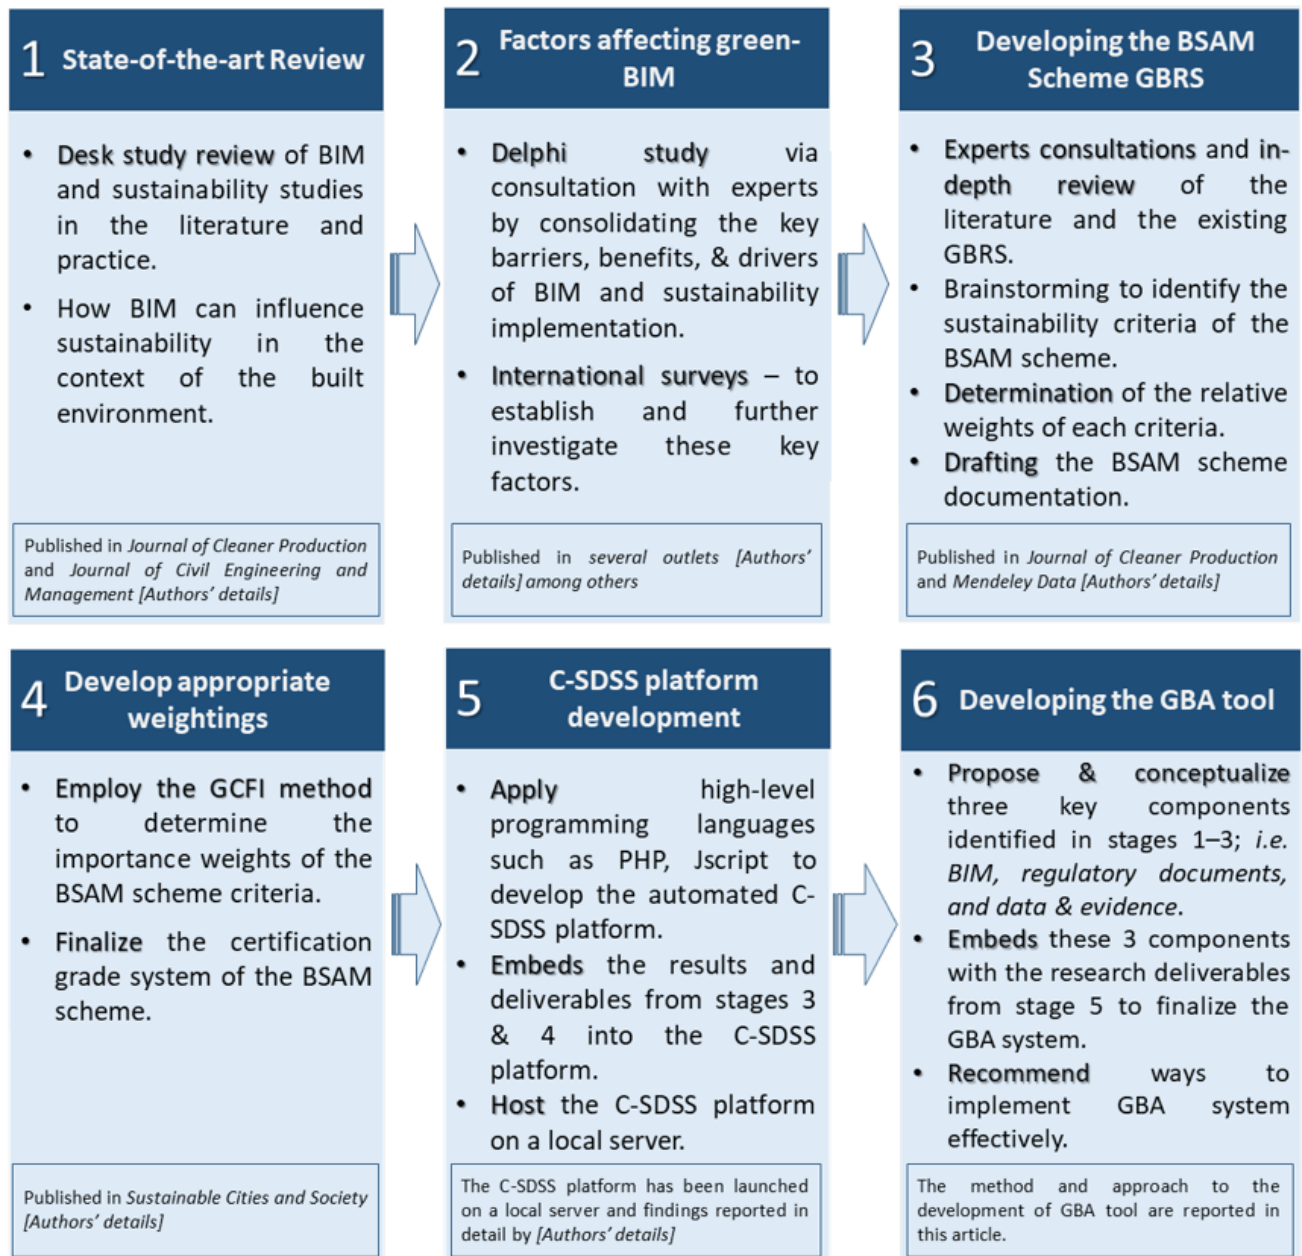 1 State-of-the-art Review
• Desk study review of BIM
and sustainability studies
in the literature and
practice.
• How BIM can influence
sustainability in the
context of the built
environment.
Published in Journal of Cleaner Production
and Journal of Civil Engineering and
Management [Authors' details]
2 Factors affecting green-
BIM
• Delphi study via
consultation with experts
by consolidating the key
barriers, benefits, & drivers
of BIM and sustainability
implementation.
• International surveys – to
establish and further
investigate these key
factors.
Published in several outlets [Authors'
details] among others
3 Developing the BSAM
Scheme GBRS
• Experts consultations and in-
depth review of the
literature and the existing
GBRS.
• Brainstorming to identify the
sustainability criteria of the
BSAM scheme.
• Determination of the relative
weights of each criteria.
• Drafting the BSAM scheme
documentation.
Published in Journal of Cleaner Production
and Mendeley Data [Authors' details]
4 Develop appropriate
weightings
• Employ the GCFI method
to determine the
importance weights of the
BSAM scheme criteria.
• Finalize the certification
grade system of the BSAM
scheme.
Published in Sustainable Cities and Society
[Authors' details]
5 C-SDSS platform
development
• Apply high-level
programming languages
such as PHP, Jscript to
develop the automated C-
SDSS platform.
• Embeds the results and
deliverables from stages 3
& 4 into the C-SDSS
platform.
• Host the C-SDSS platform
on a local server.
The C-SDSS platform has been launched
on a local server and findings reported in
detail by [Authors' details]
6 Developing the GBA tool
• Propose & conceptualize
three key components
identified in stages 1–3; i.e.
BIM, regulatory documents,
and data & evidence.
• Embeds these 3 components
with the research deliverables
from stage 5 to finalize the
GBA system.
• Recommend ways to
implement GBA system
effectively.
The method and approach to the
development of GBA tool are reported in
this article.